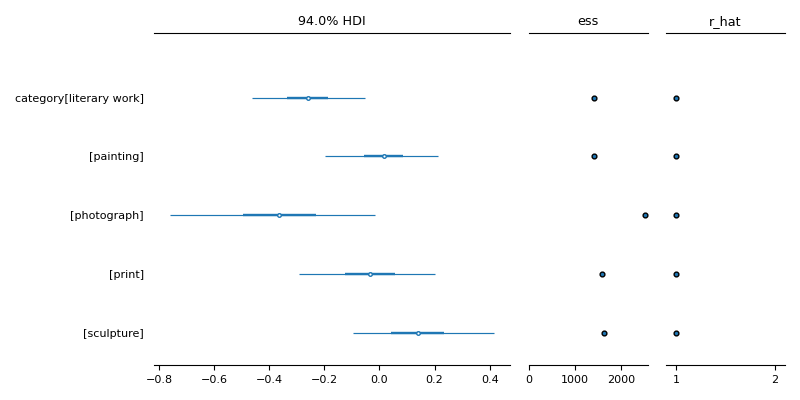 94.0% HDI ess r_hat
category[literary work]
[painting]
[photograph]
[print]
[sculpture]
−0.8 −0.6 −0.4 −0.2 0.0 0.2 0.4 0 1000 2000 1 2